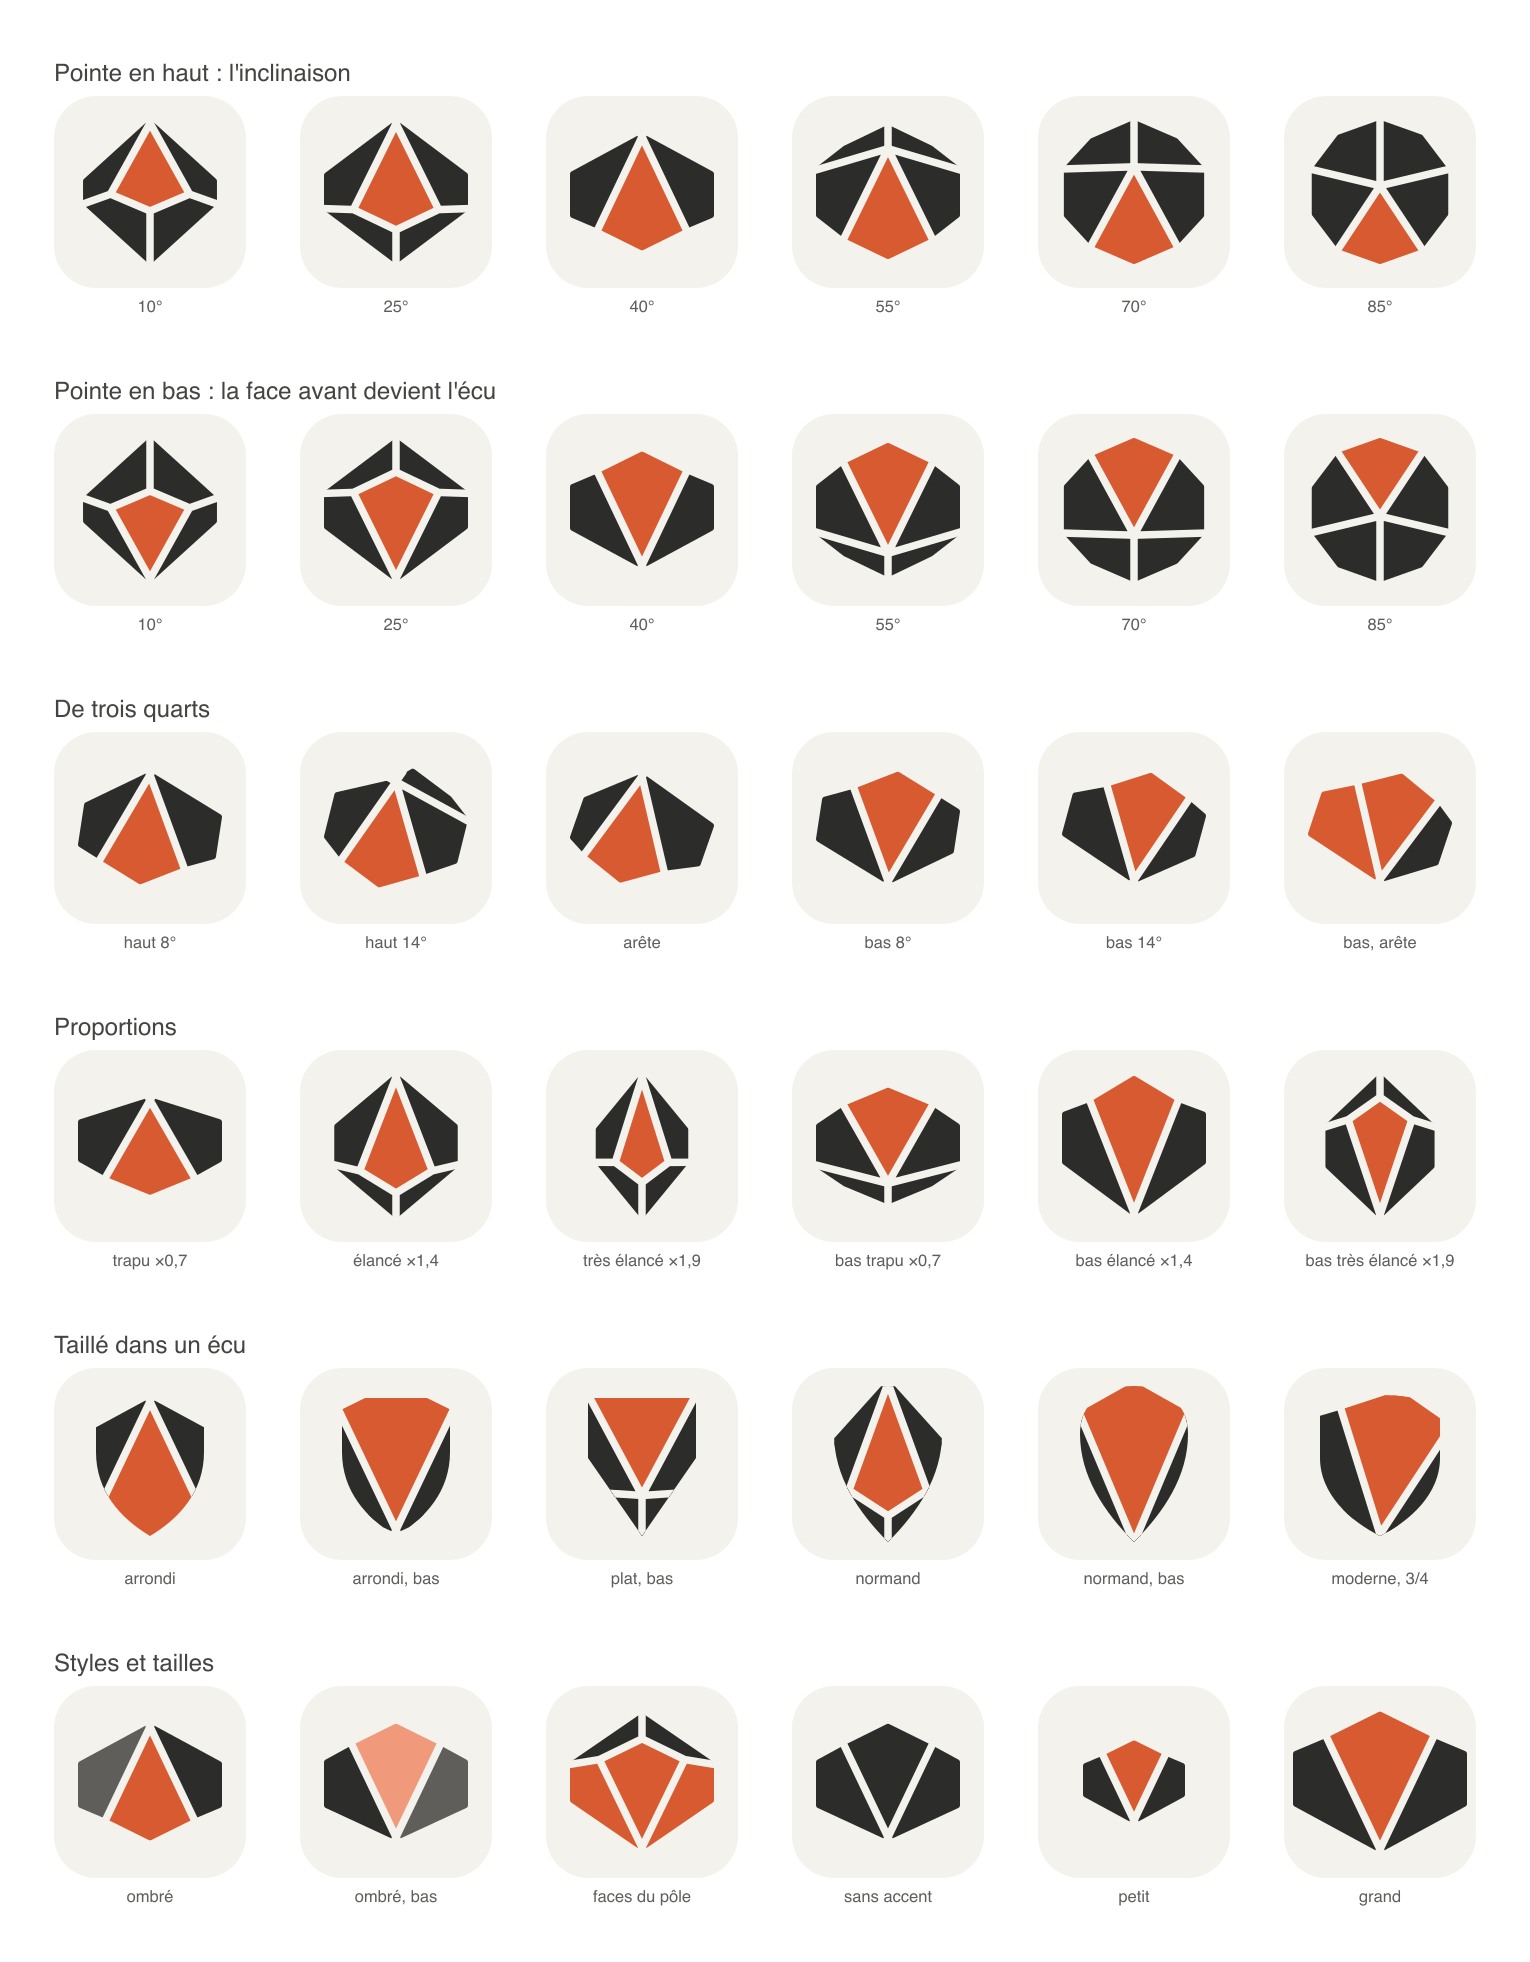 Pointe en haut : l'inclinaison
10°
25°
40°
55°
70°
85°
Pointe en bas : la face avant devient l'écu
10°
25°
40°
55°
70°
85°
De trois quarts
haut 8°
haut 14°
arête
bas 8°
bas 14°
bas, arête
Proportions
trapu ×0,7
élancé ×1,4
très élancé ×1,9
bas trapu ×0,7
bas élancé ×1,4
bas très élancé ×1,9
Taillé dans un écu
arrondi
arrondi, bas
plat, bas
normand
normand, bas
moderne, 3/4
Styles et tailles
ombré
ombré, bas
faces du pôle
sans accent
petit
grand